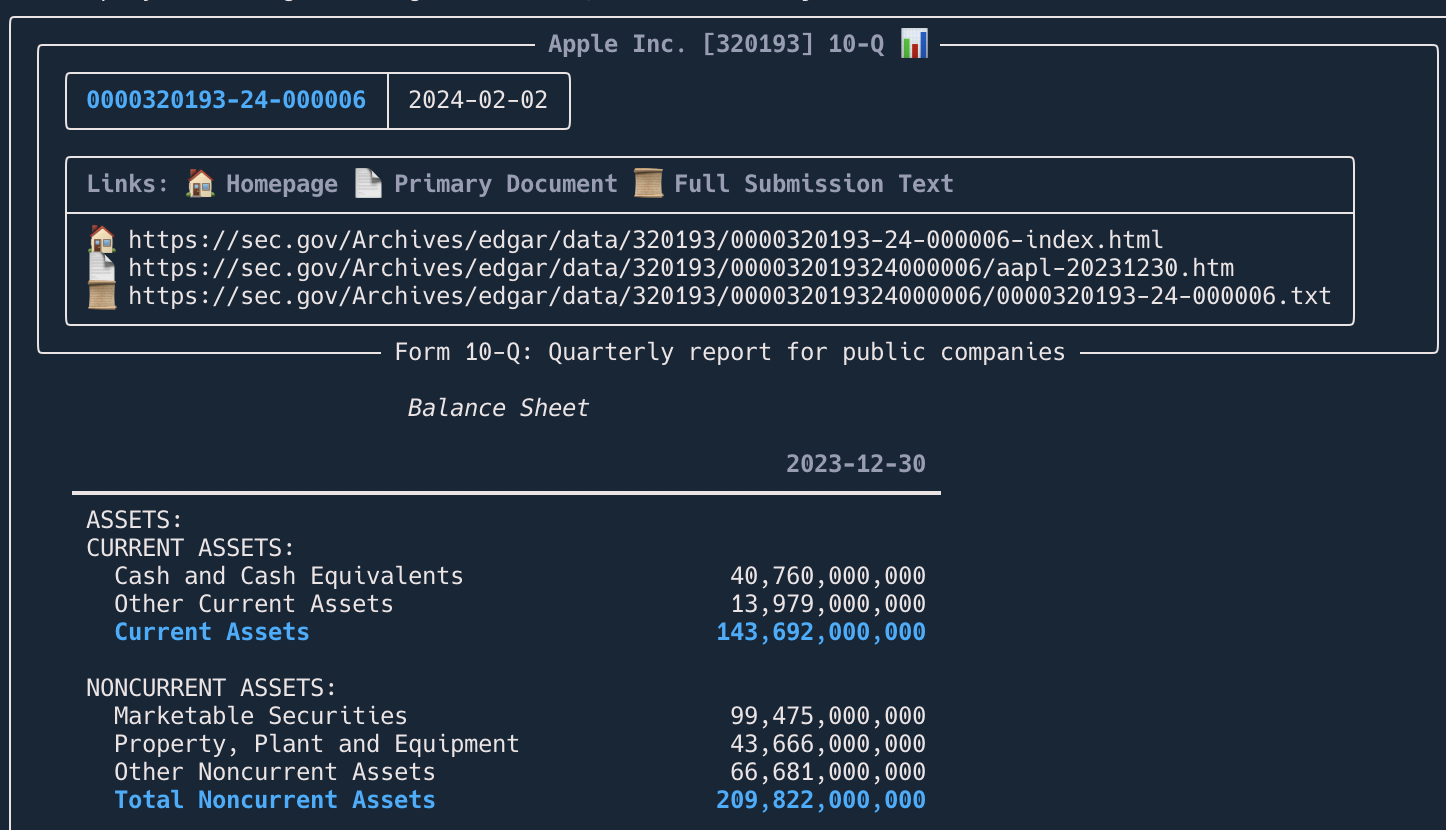 Apple Inc. [320193] 10-Q
0000320193-24-000006 2024-02-02
Links: Homepage Primary Document Full Submission Text
https://sec.gov/Archives/edgar/data/320193/0000320193-24-000006-index.html
https://sec.gov/Archives/edgar/data/320193/000032019324000006/aapl-20231230.htm
https://sec.gov/Archives/edgar/data/320193/000032019324000006/0000320193-24-000006.txt
Form 10-Q: Quarterly report for public companies
Balance Sheet
2023-12-30
ASSETS:
CURRENT ASSETS:
Cash and Cash Equivalents 40,760,000,000
Other Current Assets 13,979,000,000
Current Assets 143,692,000,000
NONCURRENT ASSETS:
Marketable Securities 99,475,000,000
Property, Plant and Equipment 43,666,000,000
Other Noncurrent Assets 66,681,000,000
Total Noncurrent Assets 209,822,000,000